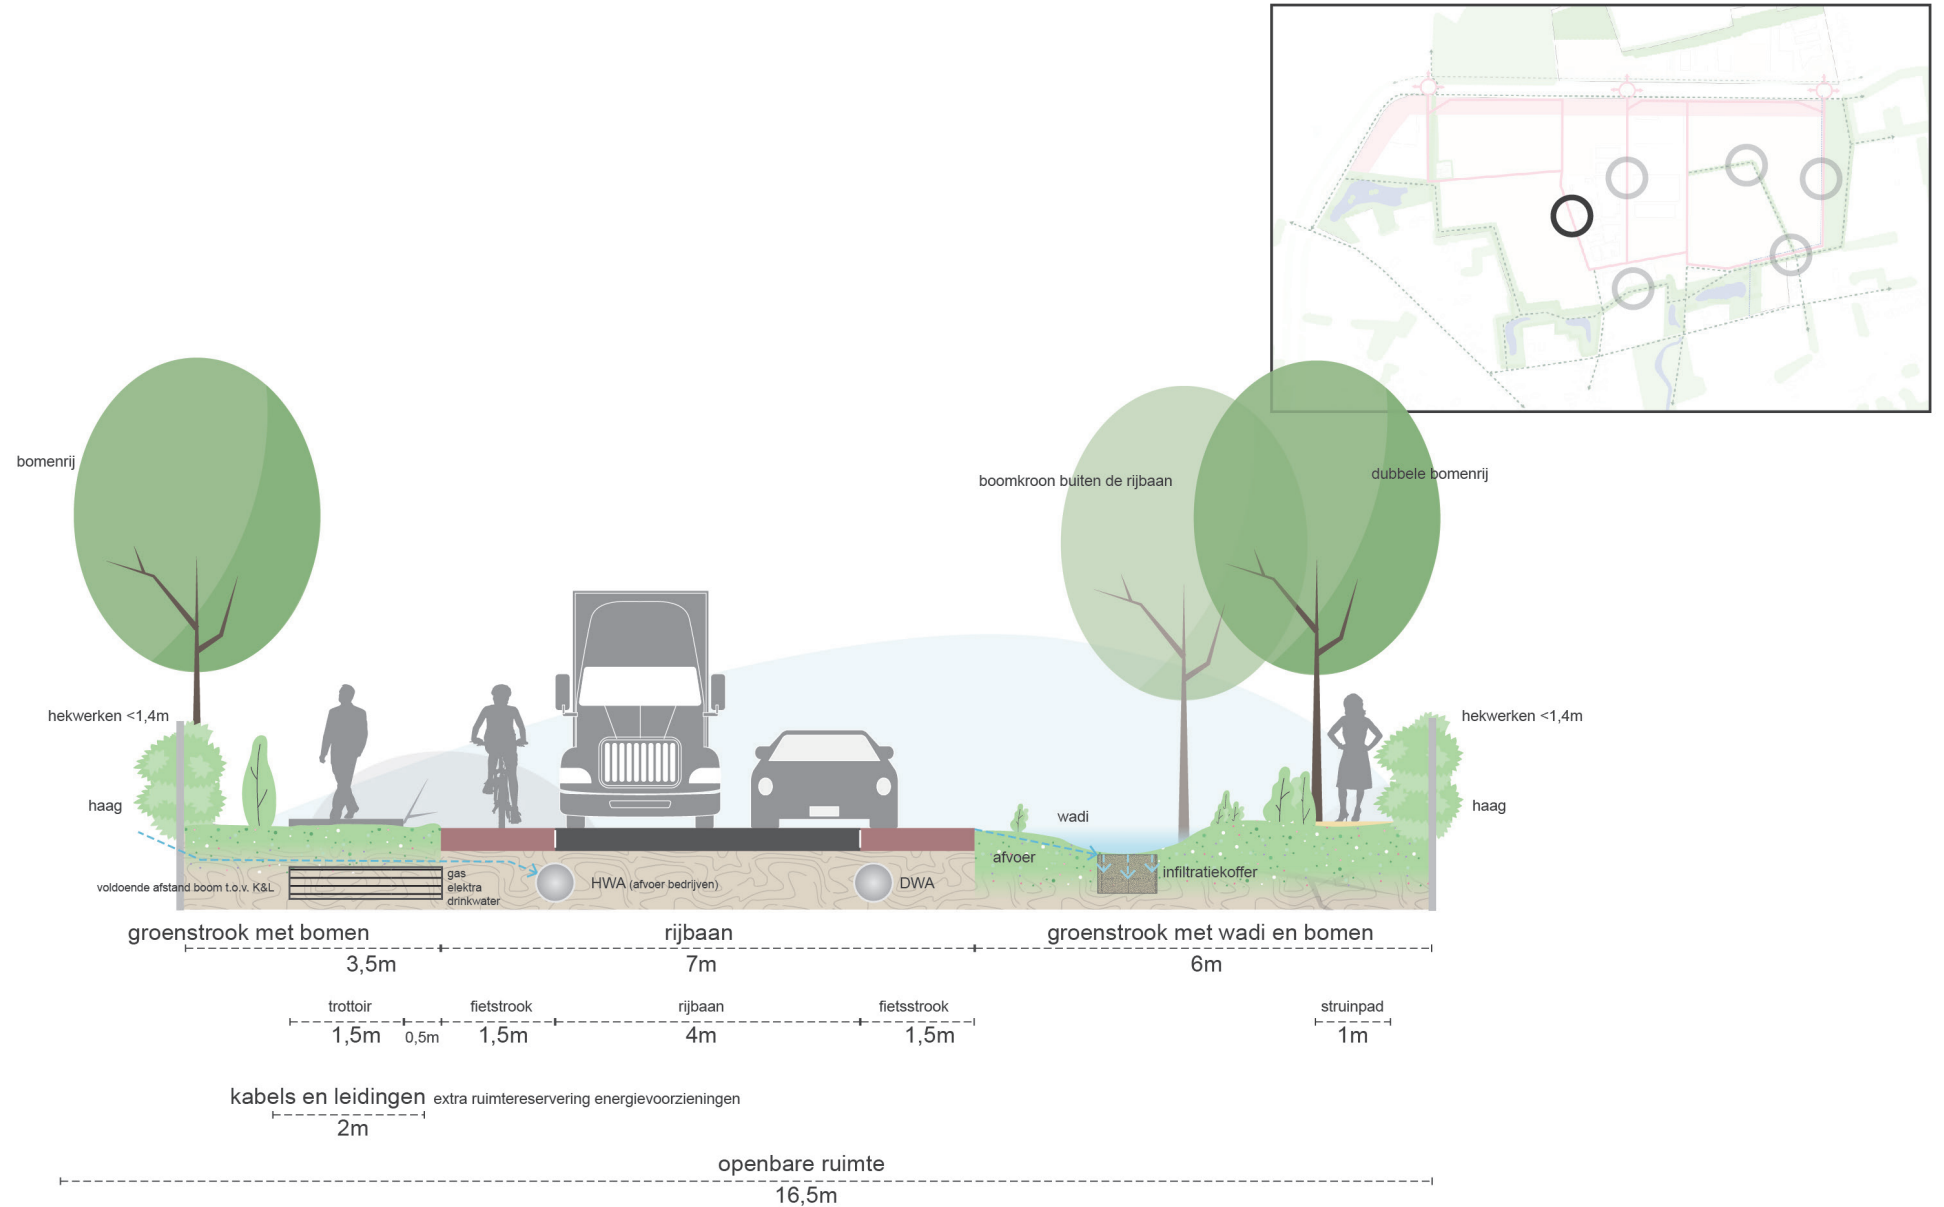 bomenrij
boomkroon buiten de rijbaan
dubbele bomenrij
hekwerken <1,4m
hekwerken <1,4m
haag
haag
wadi
afvoer
infiltratiekoffer
voldoende afstand boom t.o.v. K&L
gas
elektra
drinkwater
HWA (afvoer bedrijven)
DWA
groenstrook met bomen
rijbaan
groenstrook met wadi en bomen
3,5m
7m
6m
trottoir
fietstrook
rijbaan
fietsstrook
struinpad
1,5m
0,5m
1,5m
4m
1,5m
1m
kabels en leidingen extra ruimtereservering energievoorzieningen
2m
openbare ruimte
16,5m